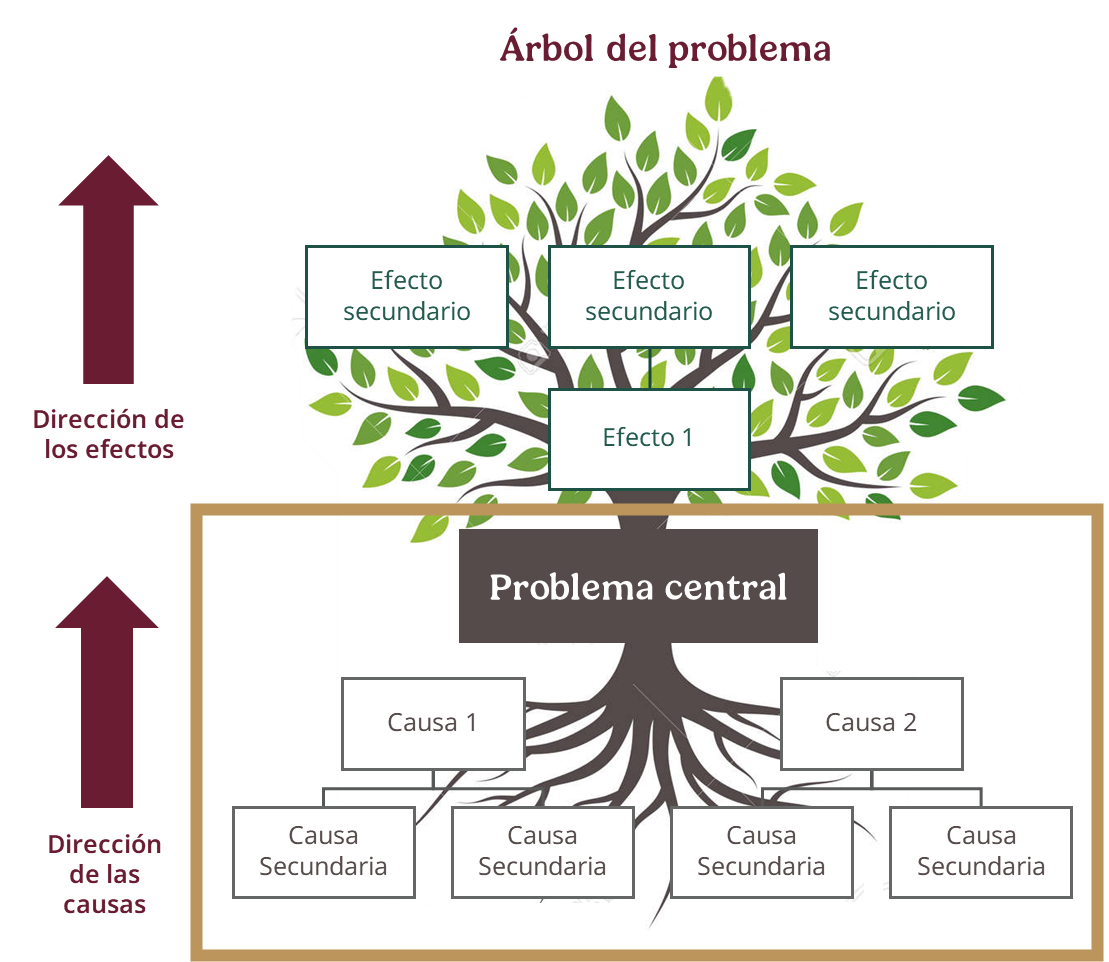 Árbol del problema
Efecto
secundario
Efecto
secundario
Efecto
secundario
Dirección de
los efectos
Efecto 1
Problema central
Causa 1
Causa 2
Dirección
de las
causas
Causa
Secundaria
Causa
Secundaria
Causa
Secundaria
Causa
Secundaria